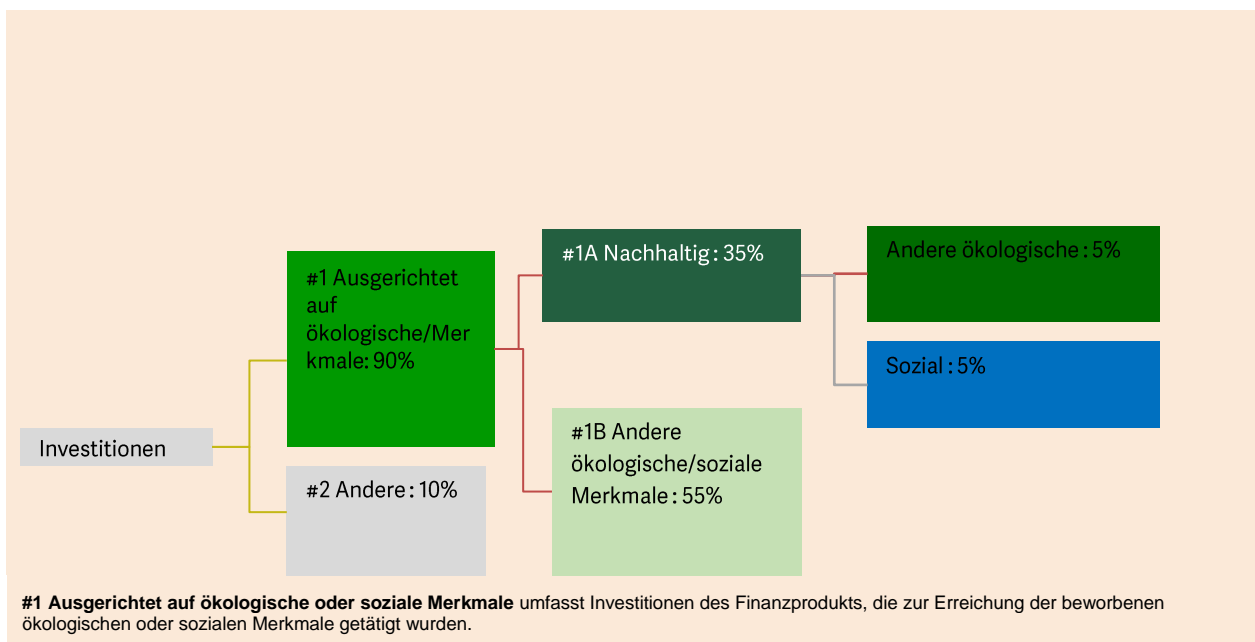 Investitionen
#1 Ausgerichtet
auf
ökologische/Mer
kmale: 90%
#2 Andere : 10%
#1A Nachhaltig : 35%
#1B Andere
ökologische/soziale
Merkmale : 55%
Andere ökologische : 5%
Sozial : 5%
#1 Ausgerichtet auf ökologische oder soziale Merkmale umfasst Investitionen des Finanzprodukts, die zur Erreichung der beworbenen
ökologischen oder sozialen Merkmale getätigt wurden.